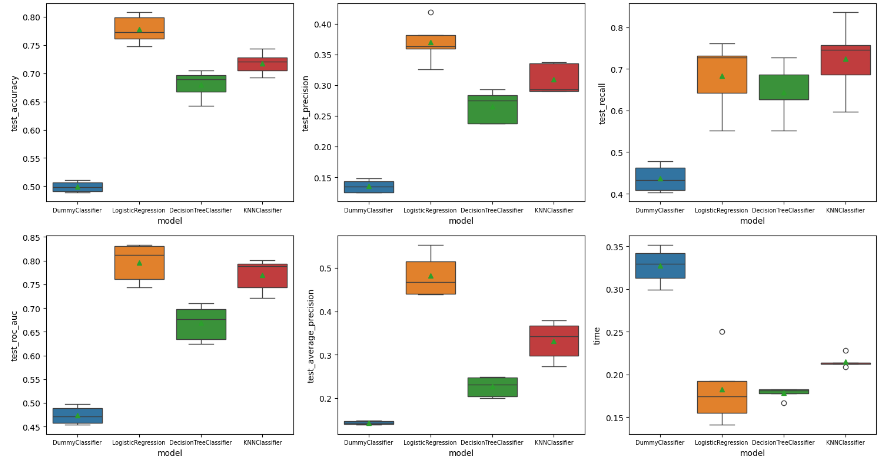 test_accuracy
0.80
0.75
0.70
0.65
0.60
0.55
0.50
DummyClassifier LogisticRegression DecisionTreeClassifier KNNClassifier
model
test_precision
0.40
0.35
0.30
0.25
0.20
0.15
DummyClassifier LogisticRegression DecisionTreeClassifier KNNClassifier
model
test_recall
0.8
0.7
0.6
0.5
0.4
DummyClassifier LogisticRegression DecisionTreeClassifier KNNClassifier
model
test_roc_auc
0.85
0.80
0.75
0.70
0.65
0.60
0.55
0.50
0.45
DummyClassifier LogisticRegression DecisionTreeClassifier KNNClassifier
model
test_average_precision
0.5
0.4
0.3
0.2
DummyClassifier LogisticRegression DecisionTreeClassifier KNNClassifier
model
time
0.35
0.30
0.25
0.20
0.15
DummyClassifier LogisticRegression DecisionTreeClassifier KNNClassifier
model